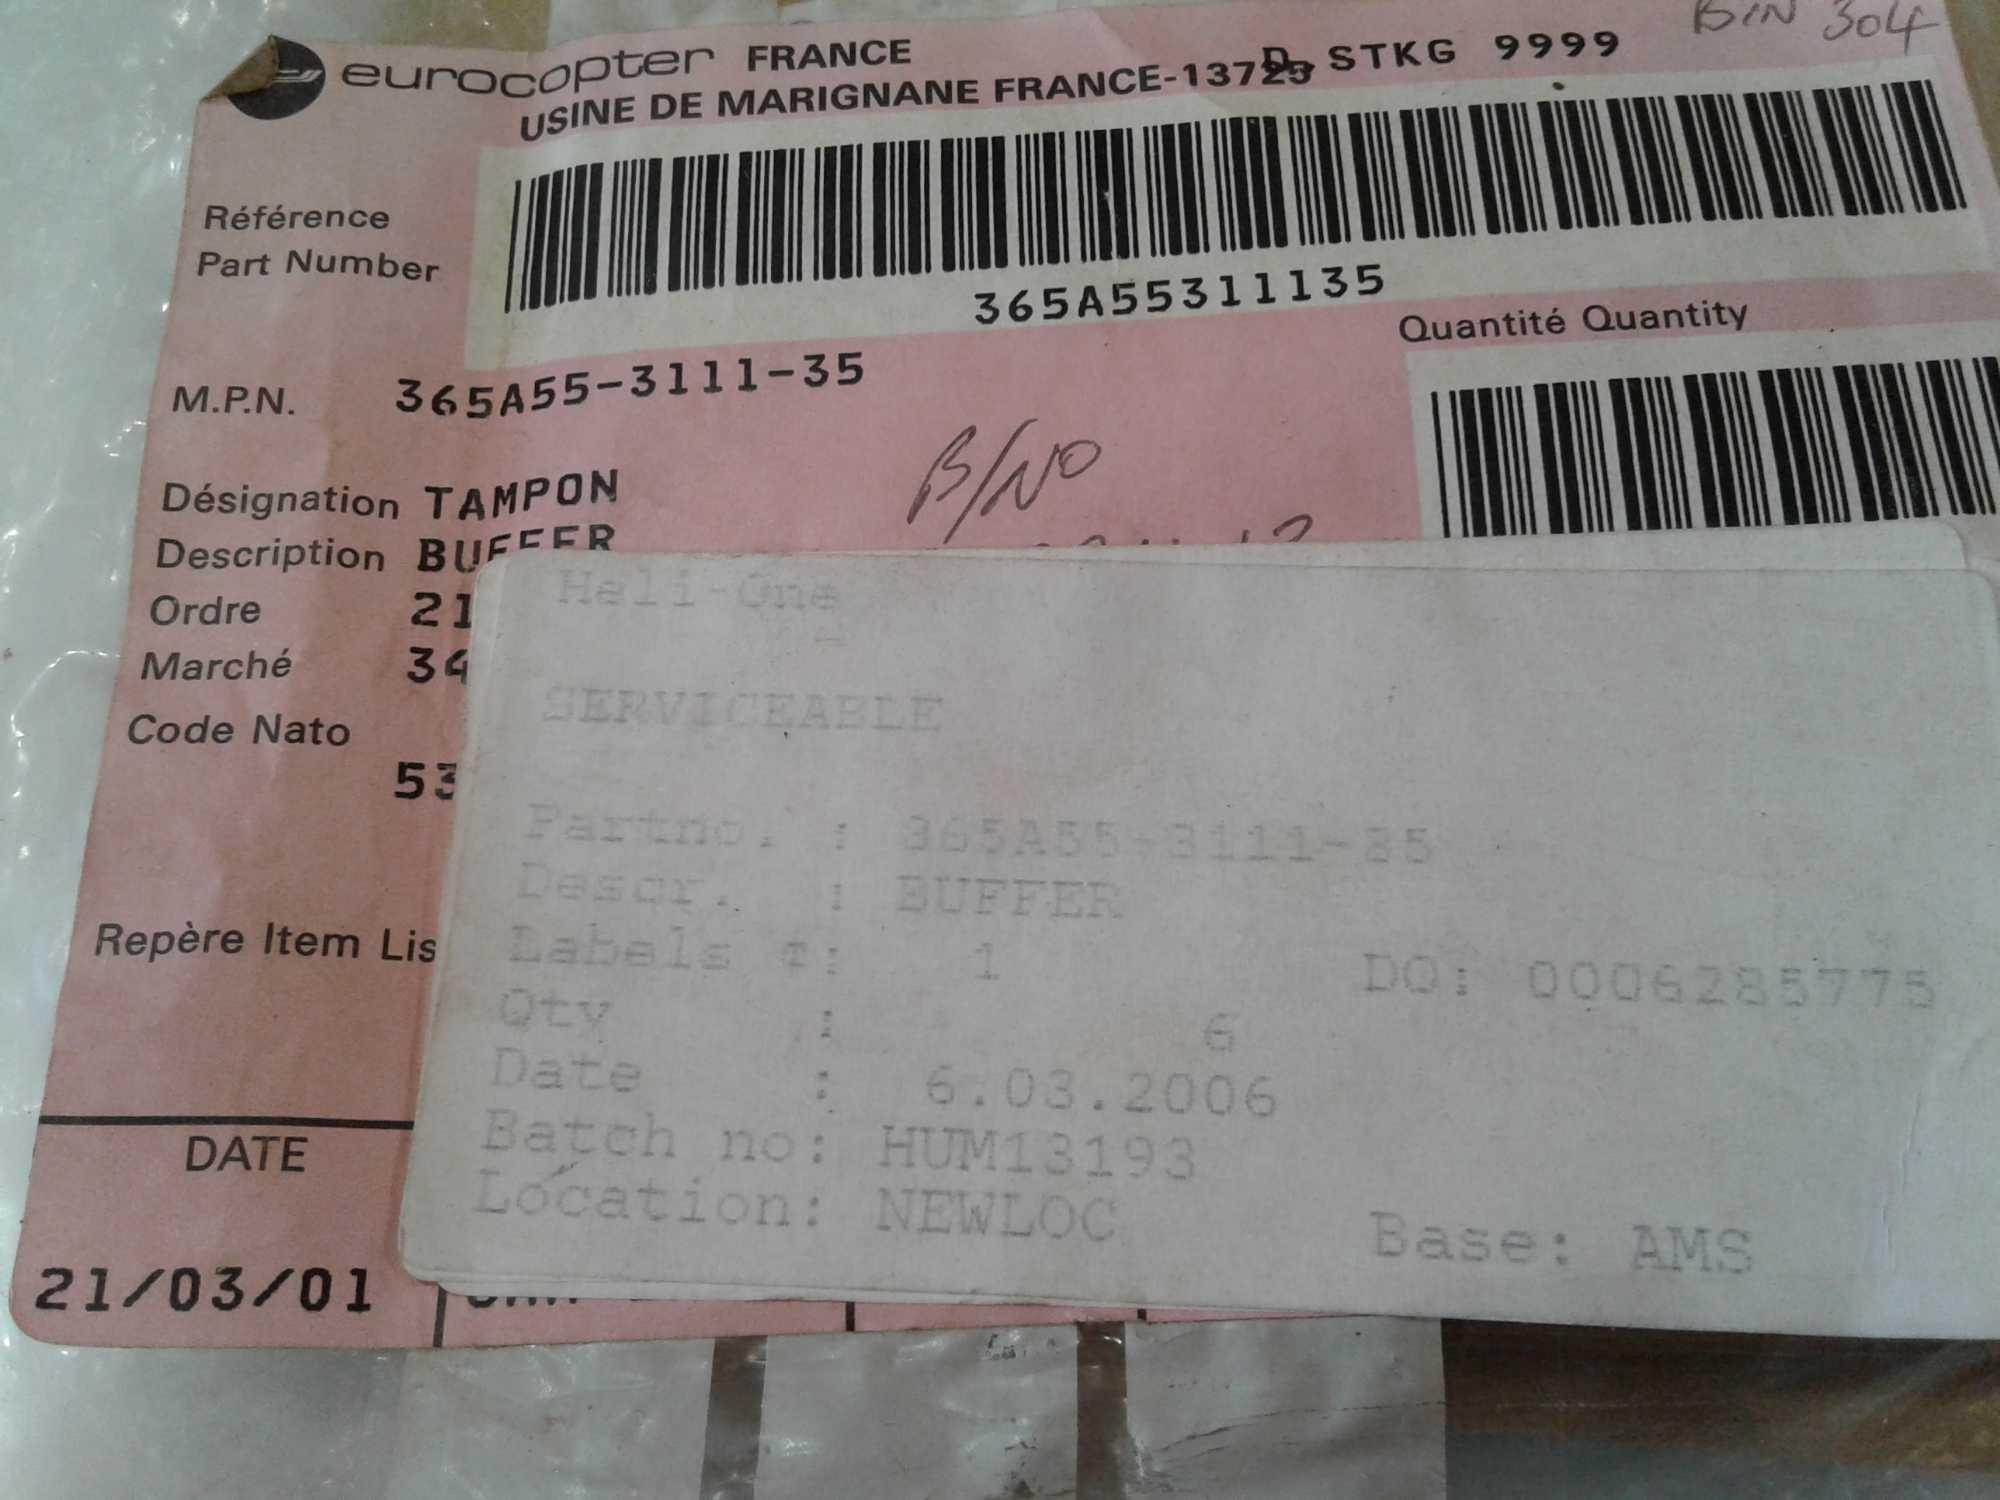 BIN 304
eurocopter FRANCE
D. STKG 9999
USINE DE MARIGNANE FRANCE-13725
Référence
Part Number
365A55311135
Quantité Quantity
M.P.N. 365A55-3111-35
B/NO
Désignation TAMPON
Description BUFFER
Ordre 21
Marché 34
Code Nato
53
Repère Item Lis
DATE
21/03/01
Heli-One
SERVICEABLE
Partno. : 365A55-3111-35
Descr. : BUFFER
Labels #: 1 DO: 0006285775
Qty : 6
Date : 6.03.2006
Batch no: HUM13193
Location: NEWLOC Base: AMS